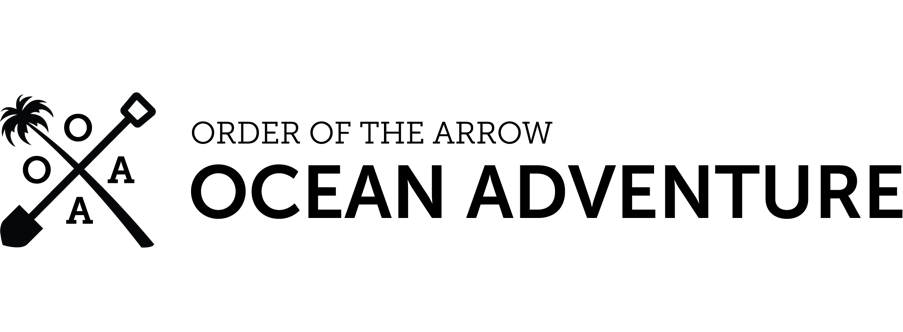 O
O A
A
ORDER OF THE ARROW
OCEAN ADVENTURE